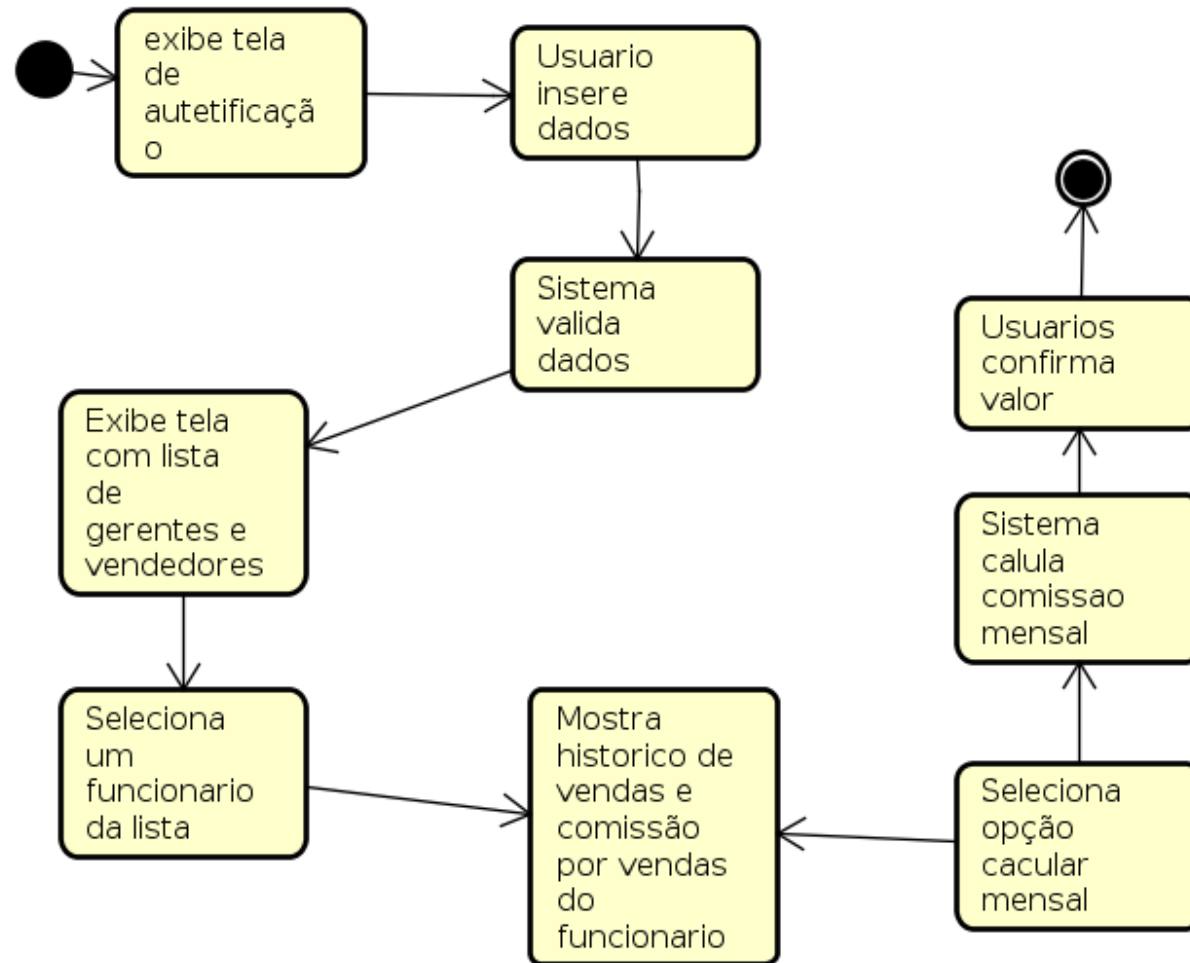 exibe tela
de
autetificaçã
o
Usuario
insere
dados
Sistema
valida
dados
Exibe tela
com lista
de
gerentes e
vendedores
Seleciona
um
funcionario
da lista
Mostra
historico de
vendas e
comissão
por vendas
do
funcionario
Seleciona
opção
cacular
mensal
Sistema
calula
comissao
mensal
Usuarios
confirma
valor